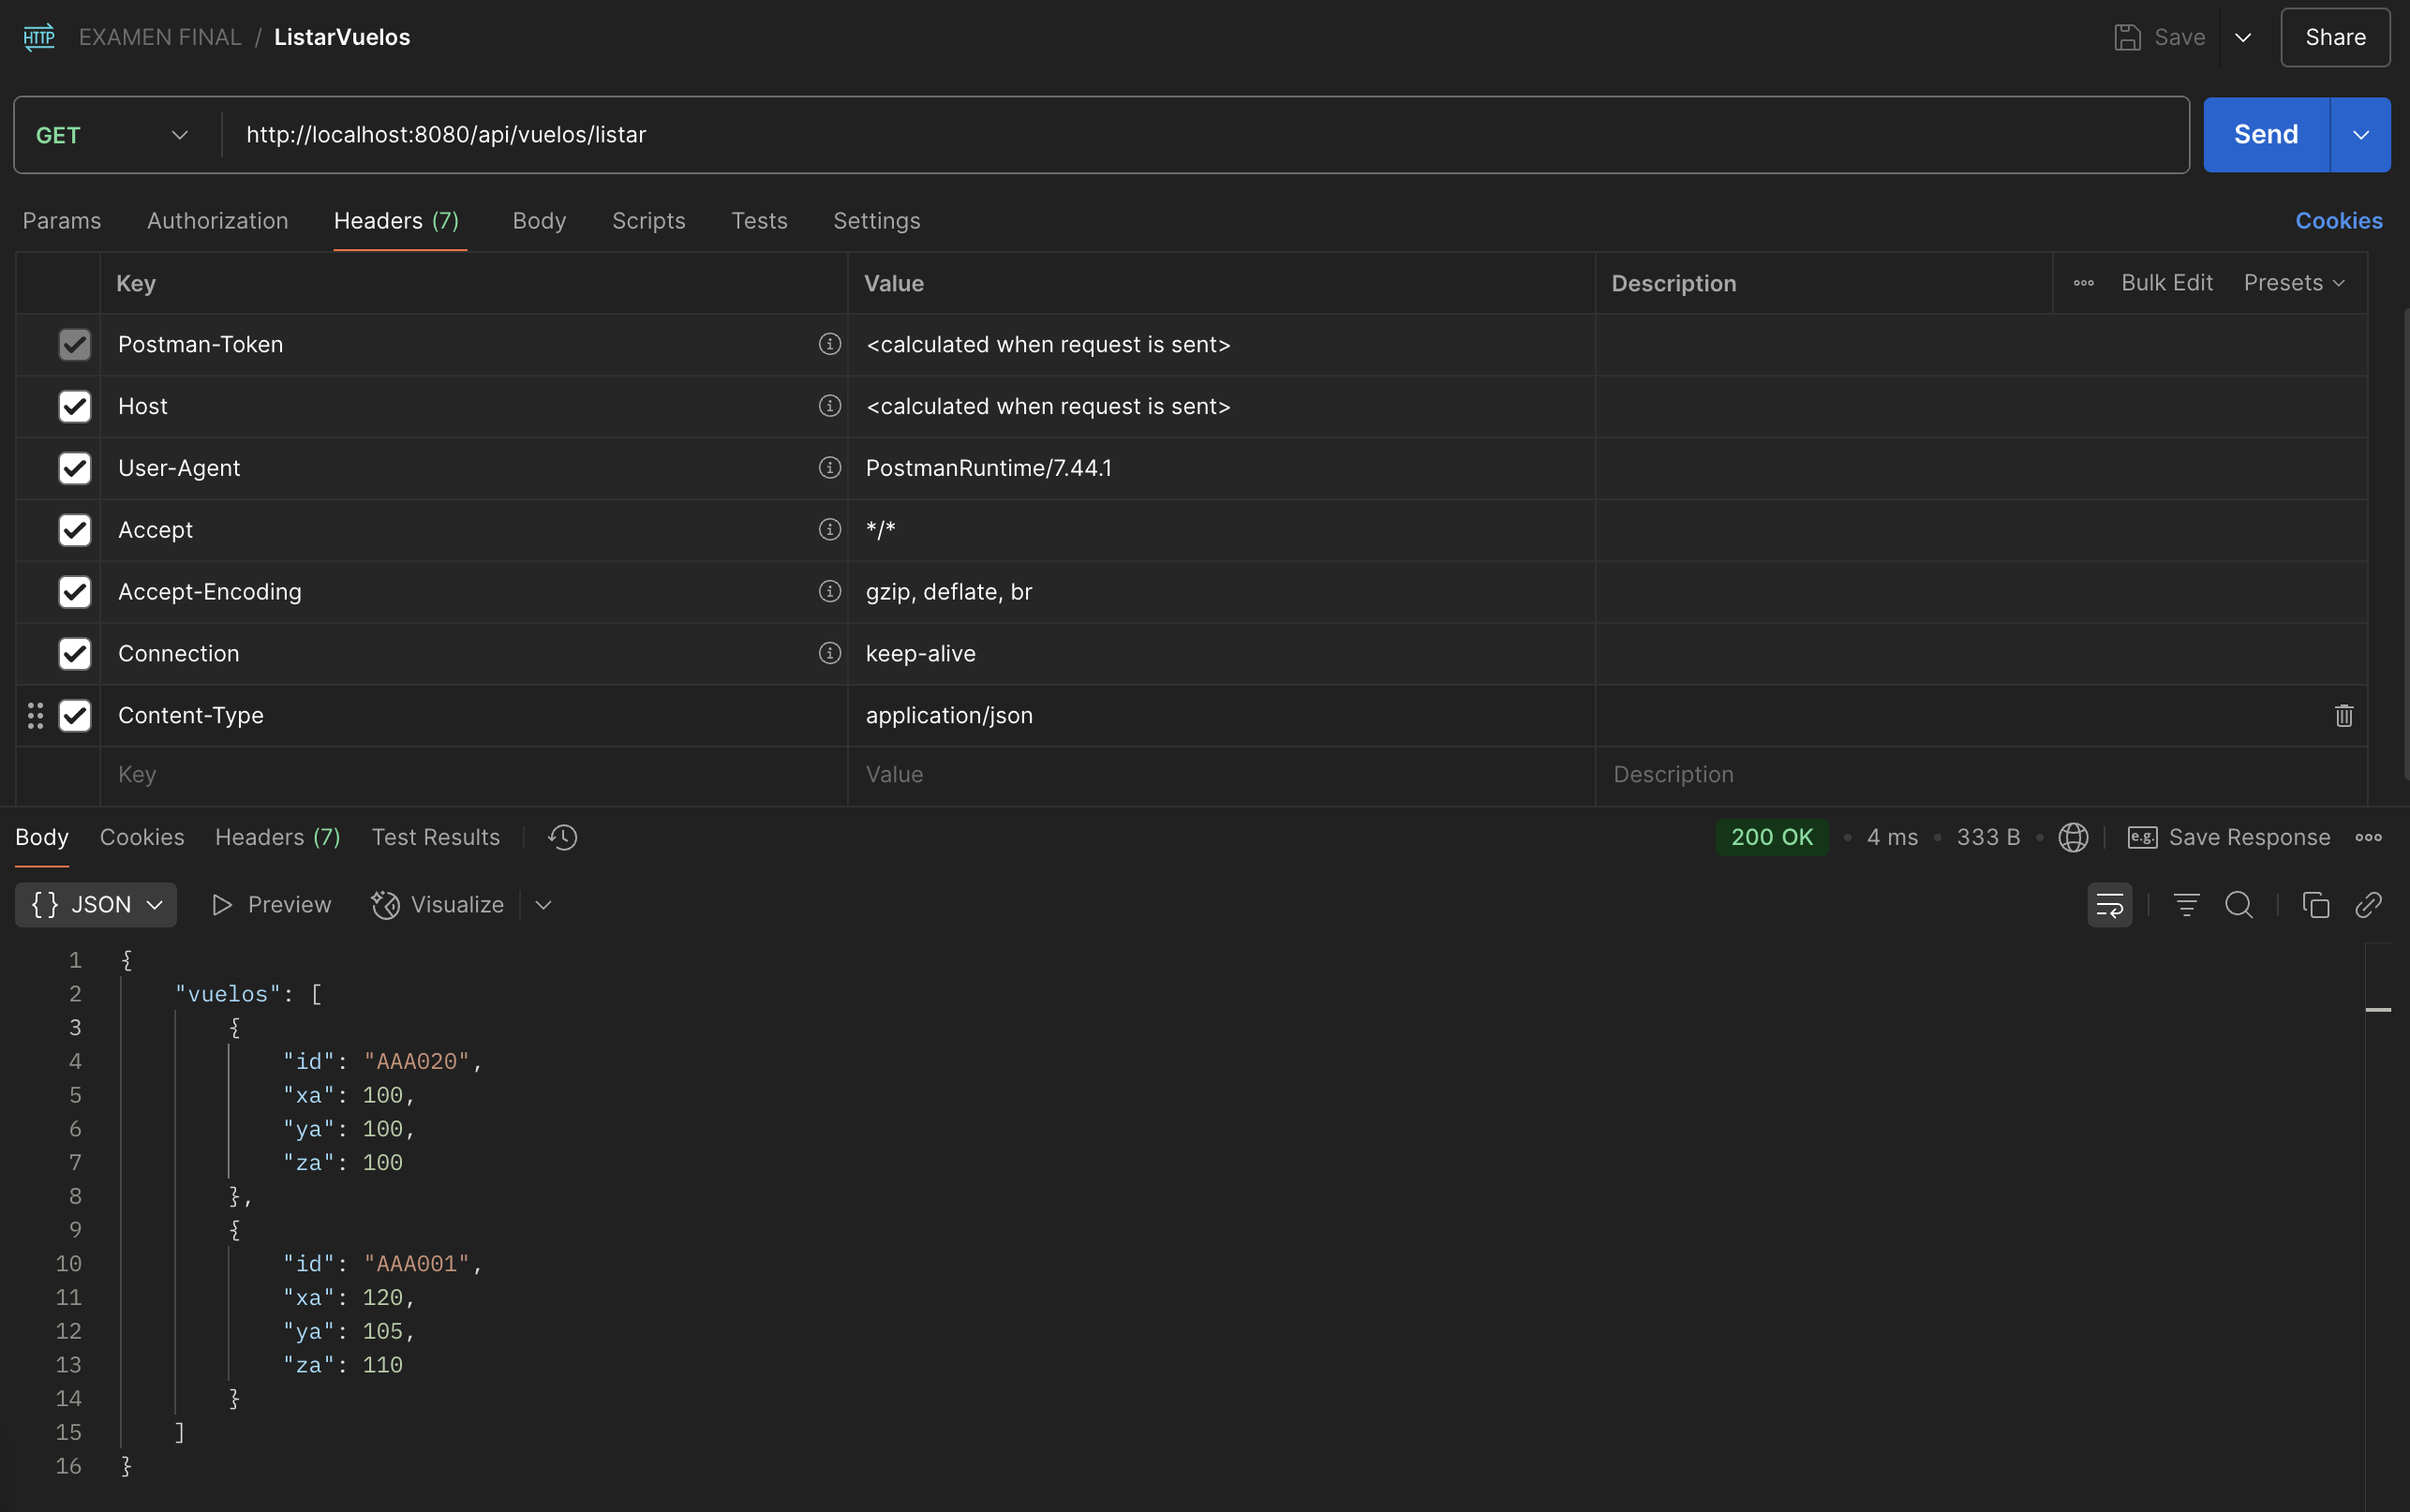 HTTP EXAMEN FINAL / ListarVuelos Save Share
GET http://localhost:8080/api/vuelos/listar Send
Params Authorization Headers (7) Body Scripts Tests Settings Cookies
Key Value Description Bulk Edit Presets
Postman-Token <calculated when request is sent>
Host <calculated when request is sent>
User-Agent PostmanRuntime/7.44.1
Accept */*
Accept-Encoding gzip, deflate, br
Connection keep-alive
Content-Type application/json
Key Value Description
Body Cookies Headers (7) Test Results 200 OK • 4 ms • 333 B • e.g. Save Response
{} JSON Preview Visualize
1 {
2 "vuelos": [
3 {
4 "id": "AAA020",
5 "xa": 100,
6 "ya": 100,
7 "za": 100
8 },
9 {
10 "id": "AAA001",
11 "xa": 120,
12 "ya": 105,
13 "za": 110
14 }
15 ]
16 }